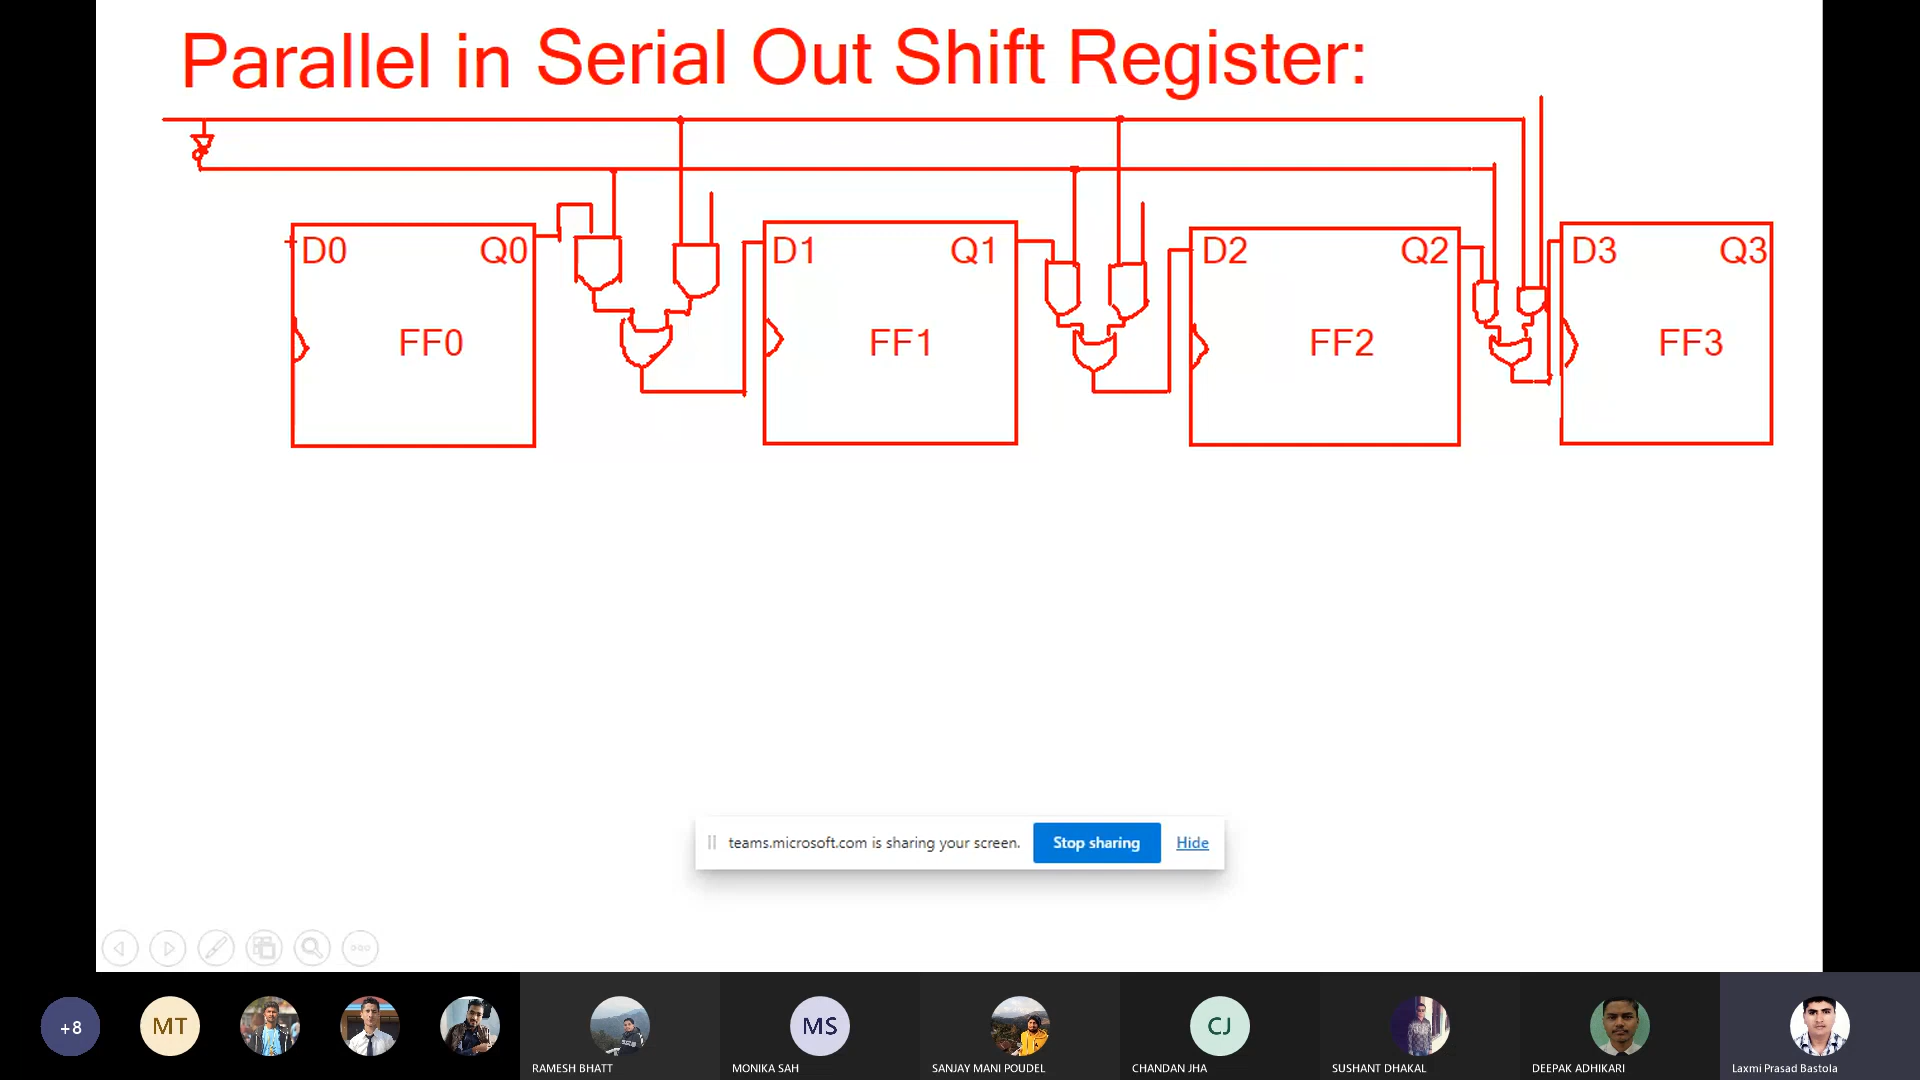 Parallel in Serial Out Shift Register:
D0 Q0 D1 Q1 D2 Q2 D3 Q3
FF0 FF1 FF2 FF3
teams.microsoft.com is sharing your screen. Stop sharing Hide
+8 MT MS CJ
RAMESH BHATT MONIKA SAH SANJAY MANI POUDEL CHANDAN JHA SUSHANT DHAKAL DEEPAK ADHIKARI Laxmi Prasad Bastola